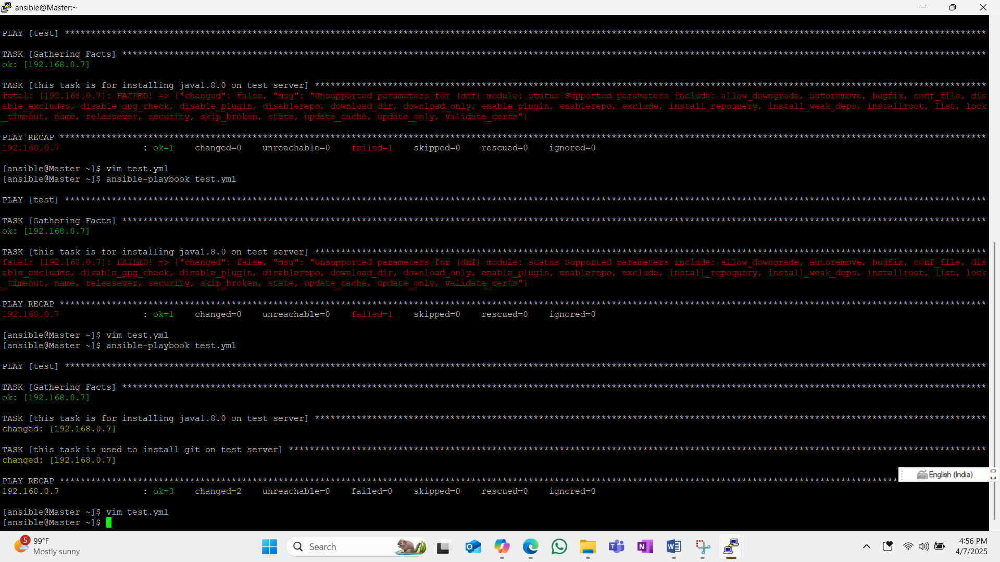 ansible@Master:~
PLAY [test] ****************************************************************************************************************************************************************************************
TASK [Gathering Facts] *****************************************************************************************************************************************************************************
ok: [192.168.0.7]
TASK [this task is for installing java1.8.0 on test server] ****************************************************************************************************************************************
fatal: [192.168.0.7]: FAILED! => {"changed": false, "msg": "Unsupported parameters for (dnf) module: status Supported parameters include: allow_downgrade, autoremove, bugfix, conf_file, dis
able_excludes, disable_gpg_check, disable_plugin, disablerepo, download_dir, download_only, enable_plugin, enablerepo, exclude, install_repoquery, install_weak_deps, installroot, list, lock
_timeout, name, releasever, security, skip_broken, state, update_cache, update_only, validate_certs"}
PLAY RECAP *****************************************************************************************************************************************************************************************
192.168.0.7                : ok=1    changed=0    unreachable=0    failed=1    skipped=0    rescued=0    ignored=0
[ansible@Master ~]$ vim test.yml
[ansible@Master ~]$ ansible-playbook test.yml
PLAY [test] ****************************************************************************************************************************************************************************************
TASK [Gathering Facts] *****************************************************************************************************************************************************************************
ok: [192.168.0.7]
TASK [this task is for installing java1.8.0 on test server] ****************************************************************************************************************************************
fatal: [192.168.0.7]: FAILED! => {"changed": false, "msg": "Unsupported parameters for (dnf) module: status Supported parameters include: allow_downgrade, autoremove, bugfix, conf_file, dis
able_excludes, disable_gpg_check, disable_plugin, disablerepo, download_dir, download_only, enable_plugin, enablerepo, exclude, install_repoquery, install_weak_deps, installroot, list, lock
_timeout, name, releasever, security, skip_broken, state, update_cache, update_only, validate_certs"}
PLAY RECAP *****************************************************************************************************************************************************************************************
192.168.0.7                : ok=1    changed=0    unreachable=0    failed=1    skipped=0    rescued=0    ignored=0
[ansible@Master ~]$ vim test.yml
[ansible@Master ~]$ ansible-playbook test.yml
PLAY [test] ****************************************************************************************************************************************************************************************
TASK [Gathering Facts] *****************************************************************************************************************************************************************************
ok: [192.168.0.7]
TASK [this task is for installing java1.8.0 on test server] ****************************************************************************************************************************************
changed: [192.168.0.7]
TASK [this task is used to install git on test server] *********************************************************************************************************************************************
changed: [192.168.0.7]
PLAY RECAP *****************************************************************************************************************************************************************
English (India)
192.168.0.7                : ok=3    changed=2    unreachable=0    failed=0    skipped=0    rescued=0    ignored=0
[ansible@Master ~]$ vim test.yml
[ansible@Master ~]$
5
99°F
Mostly sunny
Search
4:56 PM
4/7/2025